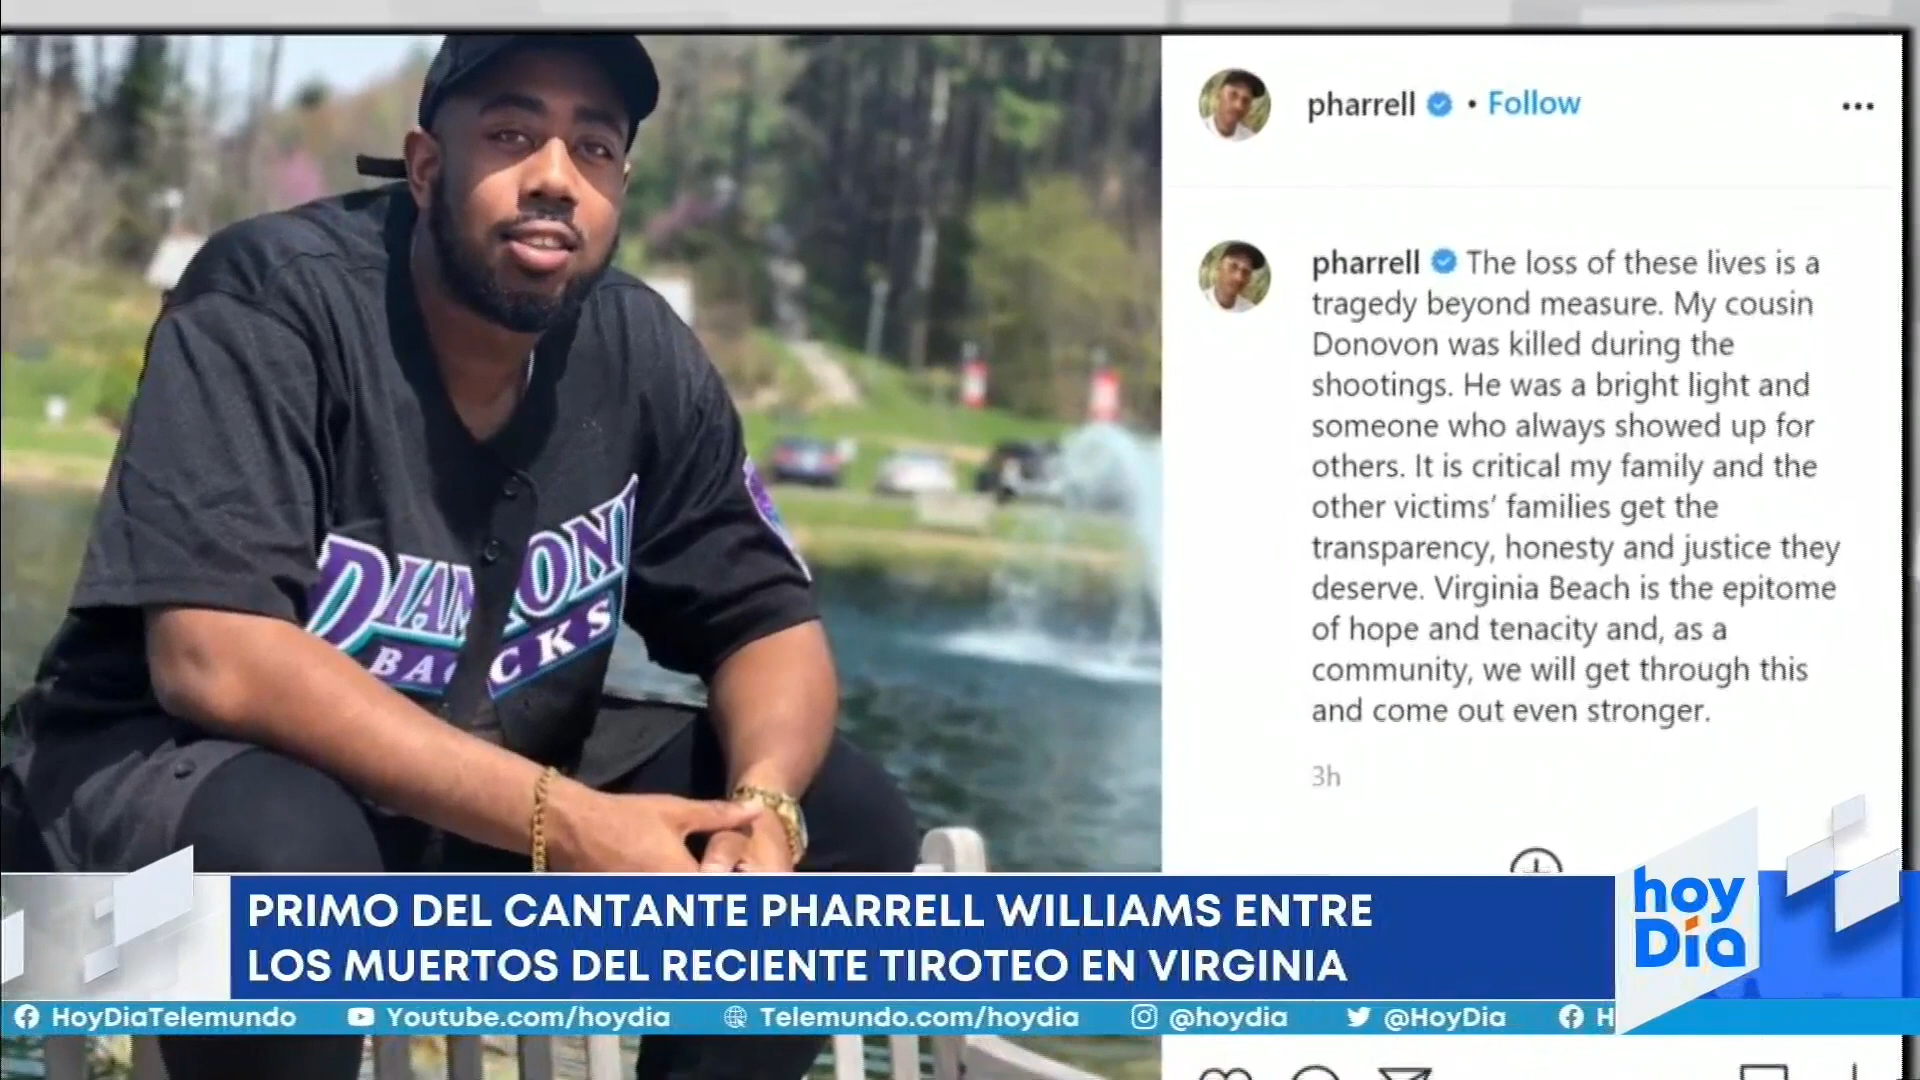 pharrell • Follow
pharrell The loss of these lives is a
tragedy beyond measure. My cousin
Donovon was killed during the
shootings. He was a bright light and
someone who always showed up for
others. It is critical my family and the
other victims’ families get the
transparency, honesty and justice they
deserve. Virginia Beach is the epitome
of hope and tenacity and, as a
community, we will get through this
and come out even stronger.
3h
DIAMOND
BACKS
PRIMO DEL CANTANTE PHARRELL WILLIAMS ENTRE
LOS MUERTOS DEL RECIENTE TIROTEO EN VIRGINIA
hoy
Día
HoyDiaTelemundo Youtube.com/hoydia Telemundo.com/hoydia @hoydia @HoyDia H